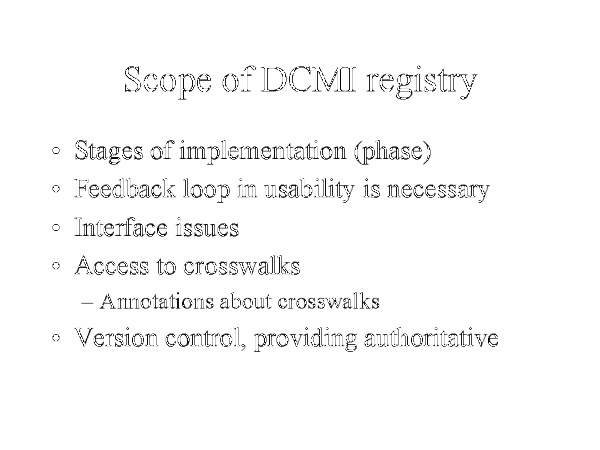 Scope of DCMI registry
◦ Stages of implementation (phase)
◦ Feedback loop in usability is necessary
◦ Interface issues
◦ Access to crosswalks
– Annotations about crosswalks
◦ Version control, providing authoritative